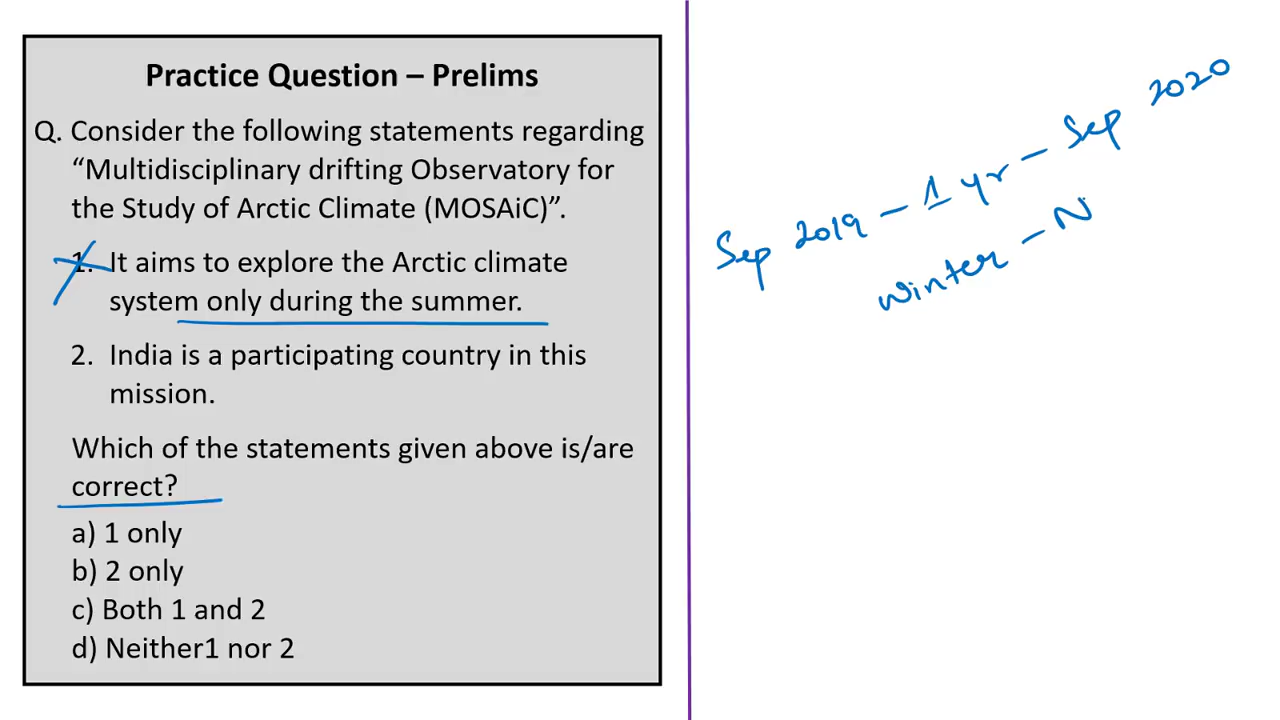 Practice Question – Prelims
Q. Consider the following statements regarding
“Multidisciplinary drifting Observatory for
the Study of Arctic Climate (MOSAiC)”.
1. It aims to explore the Arctic climate
system only during the summer.
2. India is a participating country in this
mission.
Which of the statements given above is/are
correct?
a) 1 only
b) 2 only
c) Both 1 and 2
d) Neither1 nor 2
Sep 2019 – 1 yr – Sep 2020
winter – N